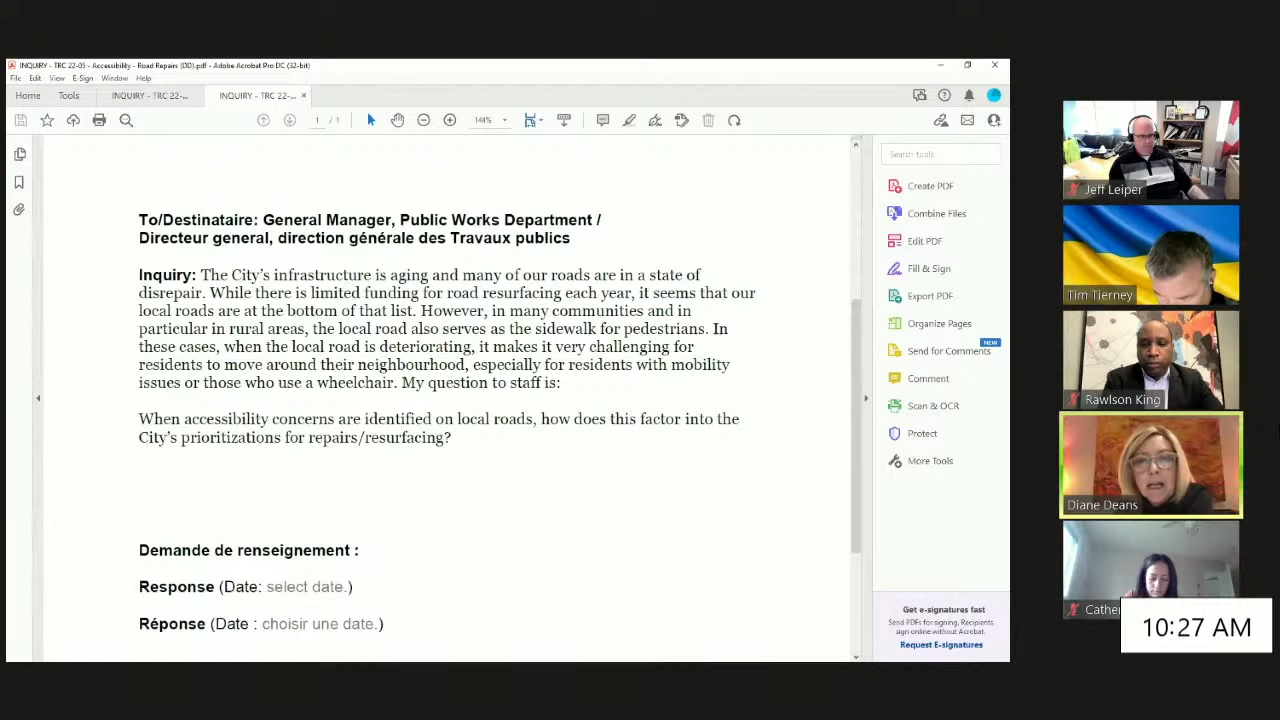 INQUIRY - TRC 22-05 - Accessibility - Road Repairs (DD).pdf - Adobe Acrobat Pro DC (32-bit)
File Edit View E-Sign Window Help
Home Tools INQUIRY - TRC 22-... INQUIRY - TRC 22-... ×
1 / 1 144%
Search tools
Create PDF
Combine Files
Edit PDF
Fill & Sign
Export PDF
Organize Pages
NEW
Send for Comments
Comment
Scan & OCR
Protect
More Tools
Get e-signatures fast
Send PDFs for signing. Recipients
sign online without Acrobat.
Request E-signatures
To/Destinataire: General Manager, Public Works Department /
Directeur general, direction générale des Travaux publics
Inquiry: The City's infrastructure is aging and many of our roads are in a state of
disrepair. While there is limited funding for road resurfacing each year, it seems that our
local roads are at the bottom of that list. However, in many communities and in
particular in rural areas, the local road also serves as the sidewalk for pedestrians. In
these cases, when the local road is deteriorating, it makes it very challenging for
residents to move around their neighbourhood, especially for residents with mobility
issues or those who use a wheelchair. My question to staff is:
When accessibility concerns are identified on local roads, how does this factor into the
City's prioritizations for repairs/resurfacing?
Demande de renseignement :
Response (Date: select date.)
Réponse (Date : choisir une date.)
Jeff Leiper
Tim Tierney
Rawlson King
Diane Deans
Cather
10:27 AM